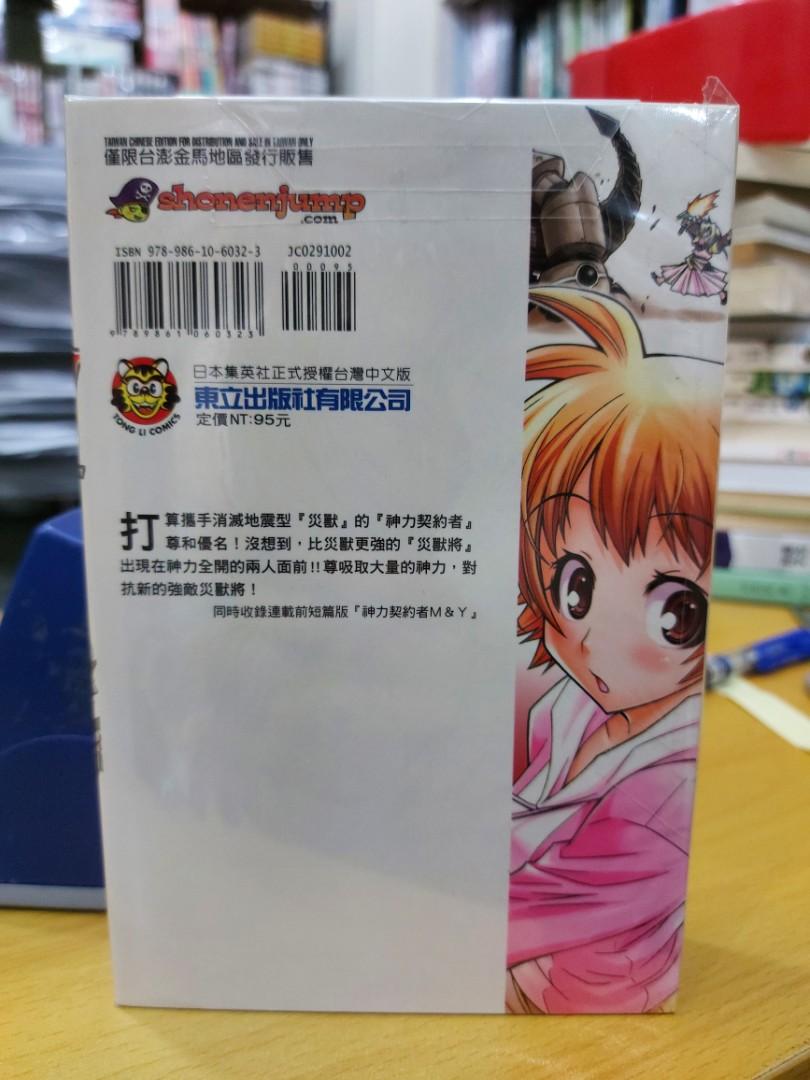 TAIWAN CHINESE EDITION FOR DISTRIBUTION AND SALE IN TAIWAN ONLY
僅限台澎金馬地區發行販售
shonenjump
.com
ISBN 978-986-10-6032-3
JC0291002
00095
9 789861 060323
日本集英社正式授權台灣中文版
東立出版社有限公司
定價NT:95元
TONG LI COMICS
打算攜手消滅地震型『災獸』的『神力契約者』
尊和優名！沒想到，比災獸更強的『災獸將』
出現在神力全開的兩人面前!!尊吸取大量的神力，對
抗新的強敵災獸將！
同時收錄連載前短篇版『神力契約者M＆Y』